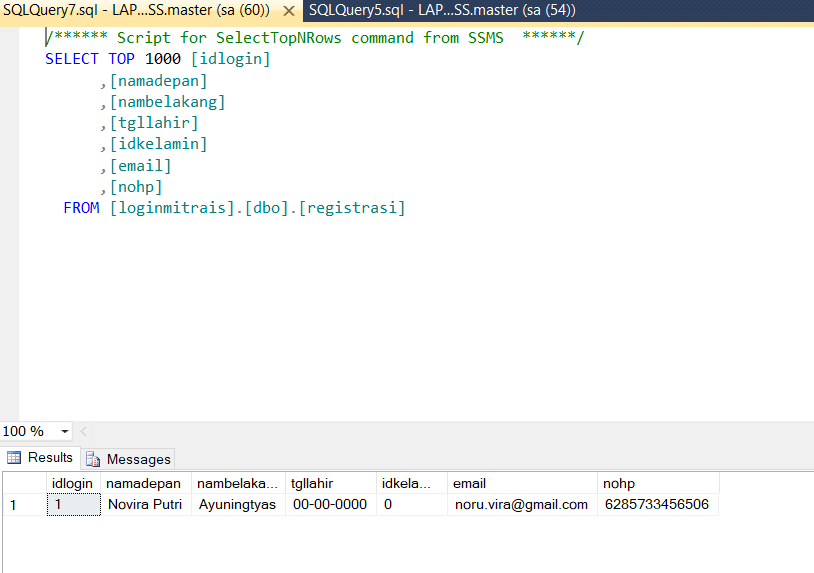 SQLQuery7.sql - LAP...SS.master (sa (60)) SQLQuery5.sql - LAP...SS.master (sa (54))
/****** Script for SelectTopNRows command from SSMS ******/
SELECT TOP 1000 [idlogin]
,[namadepan]
,[nambelakang]
,[tgllahir]
,[idkelamin]
,[email]
,[nohp]
FROM [loginmitrais].[dbo].[registrasi]
100 %
Results Messages
idlogin namadepan nambelaka... tgllahir idkela... email nohp
1 1 Novira Putri Ayuningtyas 00-00-0000 0 noru.vira@gmail.com 6285733456506